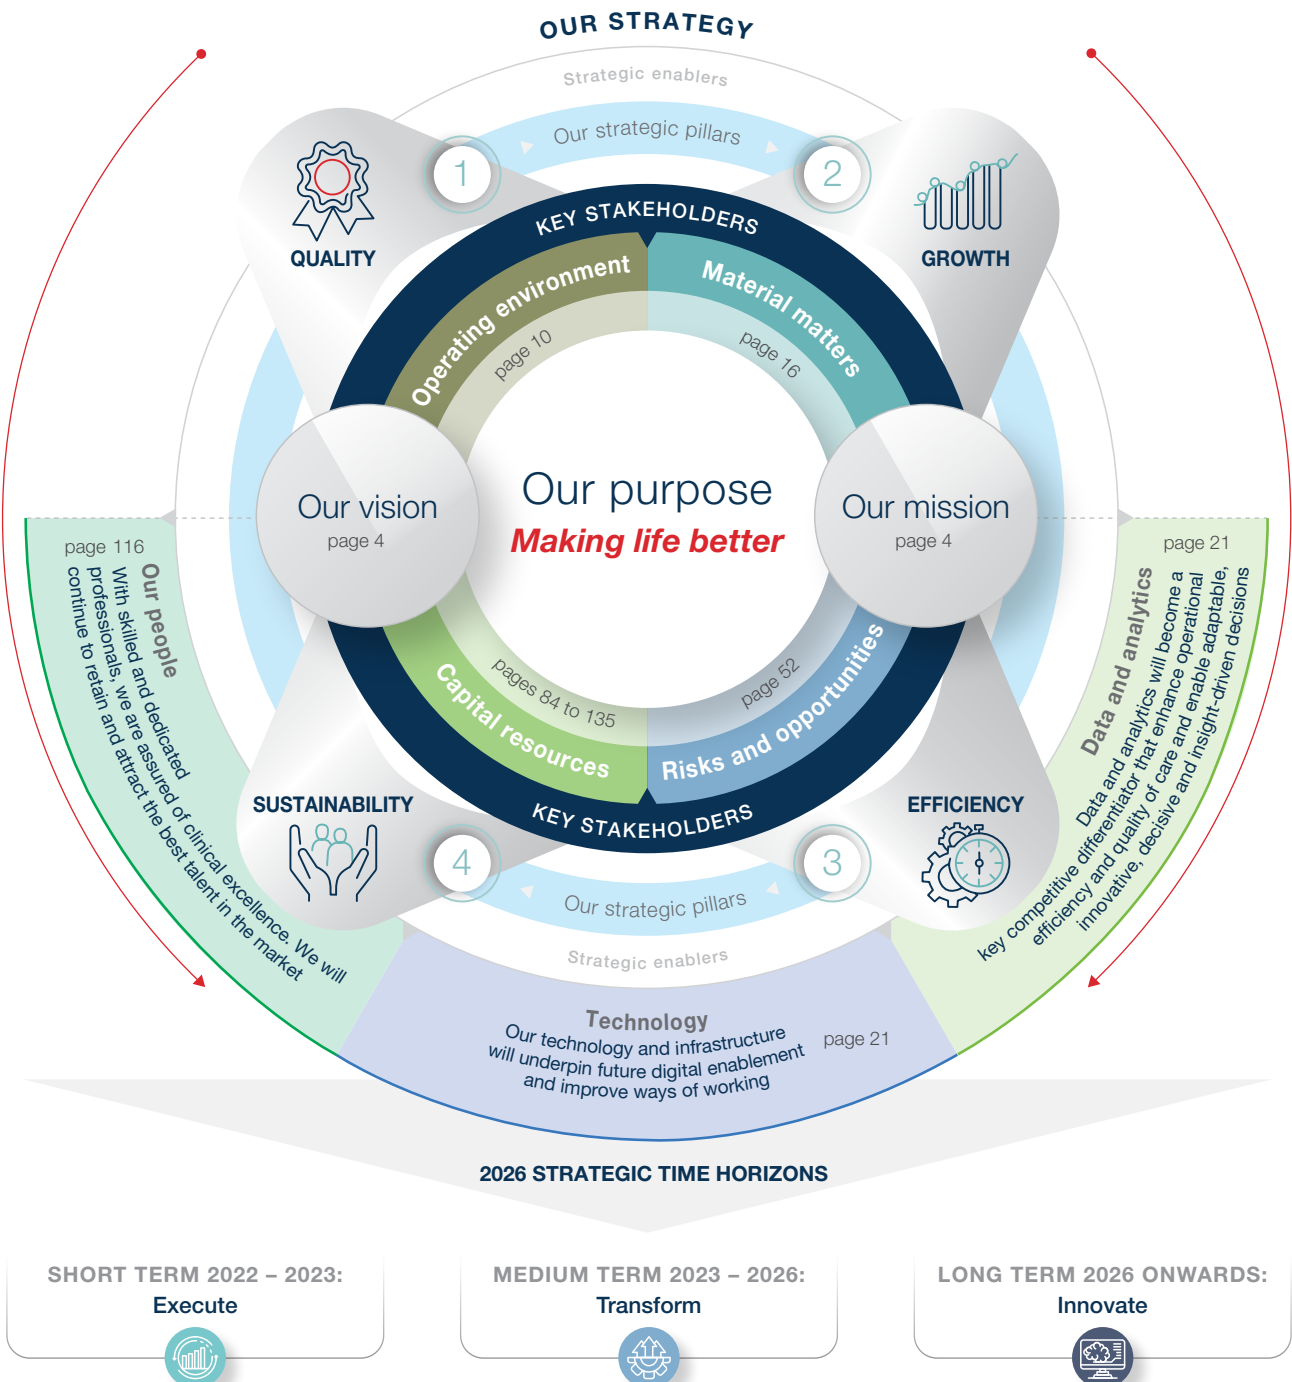 OUR STRATEGY
Strategic enablers
Our strategic pillars
1
2
QUALITY
GROWTH
KEY STAKEHOLDERS
Operating environment
page 10
Material matters
page 16
Our vision
page 4
Our purpose
Making life better
Our mission
page 4
page 116
Our people
With skilled and dedicated
professionals, we are assured of clinical excellence. We will
continue to retain and attract the best talent in the market
page 21
Data and analytics
Data and analytics will become a
key competitive differentiator that enhance operational
efficiency and quality of care and enable adaptable,
innovative, decisive and insight-driven decisions
Capital resources
pages 84 to 135
Risks and opportunities
page 52
KEY STAKEHOLDERS
SUSTAINABILITY
EFFICIENCY
4
3
Our strategic pillars
Strategic enablers
Technology
Our technology and infrastructure
will underpin future digital enablement
and improve ways of working
page 21
2026 STRATEGIC TIME HORIZONS
SHORT TERM 2022 – 2023:
Execute
MEDIUM TERM 2023 – 2026:
Transform
LONG TERM 2026 ONWARDS:
Innovate